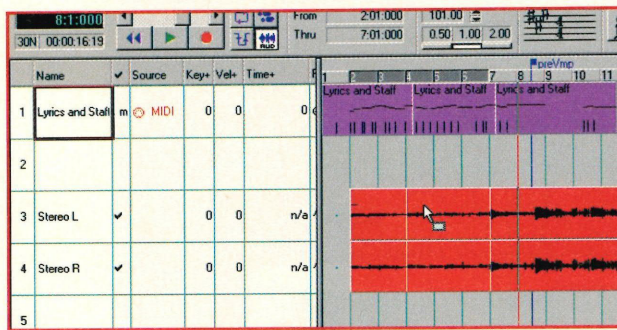 8:1:000
30N 00:00:16:19
From 2:01:000
Thru 7:01:000
101.00
0.50 1.00 2.00
AUD
preVmp
Name Source Key+ Vel+ Time+
1 2 3 4 5 6 7 8 9 10 11
Lyrics and Staff Lyrics and Staff Lyrics and Staff
1 Lyrics and Staff m MIDI 0 0 0
2
3 Stereo L 0 0 n/a
4 Stereo R 0 0 n/a
5